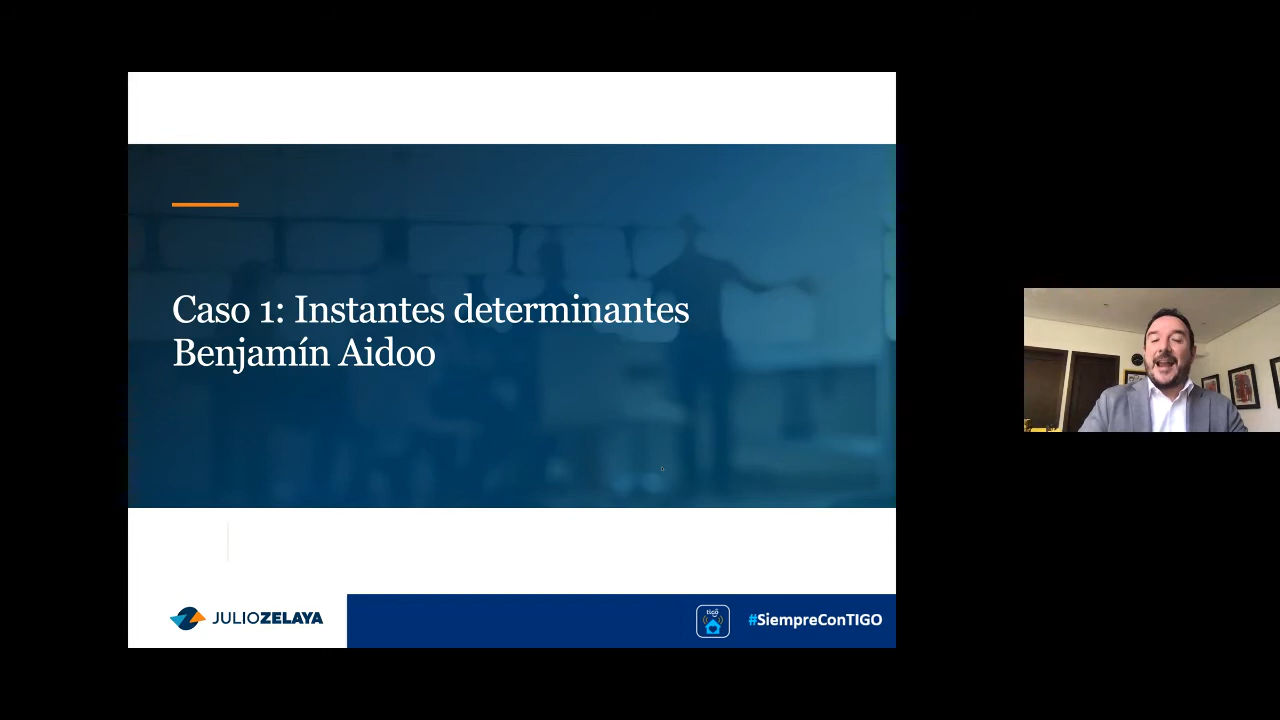 Caso 1: Instantes determinantes
Benjamín Aidoo
JULIOZELAYA
tigo
#SiempreConTIGO